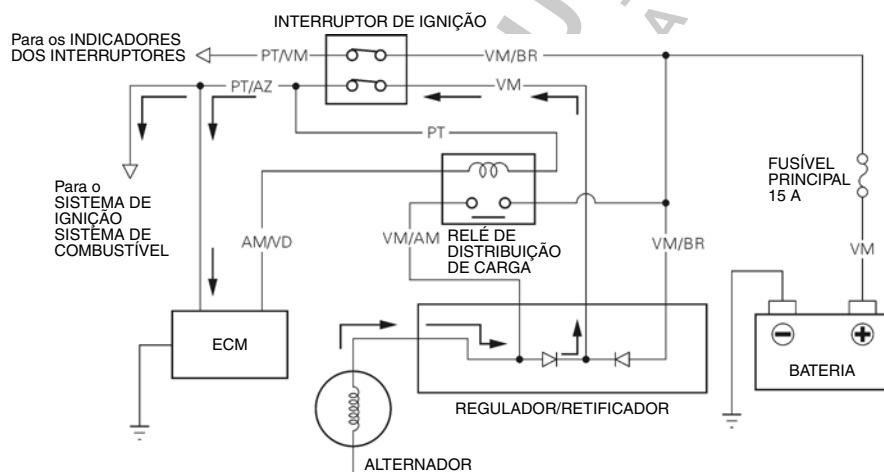 INTERRUPTOR DE IGNIÇÃO
Para os INDICADORES
DOS INTERRUPTORES
PT/VM
VM/BR
PT/AZ
VM
PT
FUSÍVEL
PRINCIPAL
15 A
Para o
SISTEMA DE
IGNIÇÃO
SISTEMA DE
COMBUSTÍVEL
AM/VD
VM/AM
RELÉ DE
DISTRIBUIÇÃO
DE CARGA
VM/BR
VM
ECM
BATERIA
REGULADOR/RETIFICADOR
ALTERNADOR